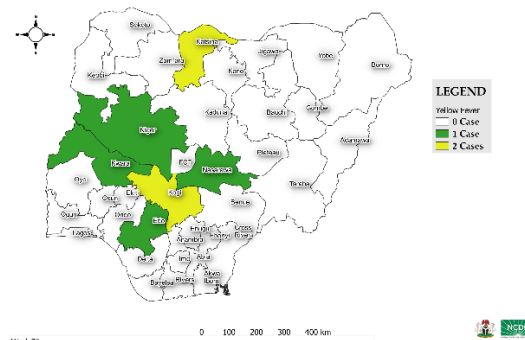 Sokoto
Katsina
Zamfara
Jigawa
Yobe
Borno
Kebbi
Kano
Kaduna
Bauchi
Gombe
Adamawa
Niger
Plateau
Kwara
FCT
Nasarawa
Taraba
Oyo
Ekiti
Kogi
Benue
Osun
Ogun
Ondo
Edo
Lagos
Enugu
Ebonyi
Cross
Rivers
Anambra
Delta
Imo
Abia
Bayelsa
Rivers
Akwa
Ibom
LEGEND
Yellow Fever
0 Case
1 Case
2 Cases
0 100 200 300 400 km
NCDC